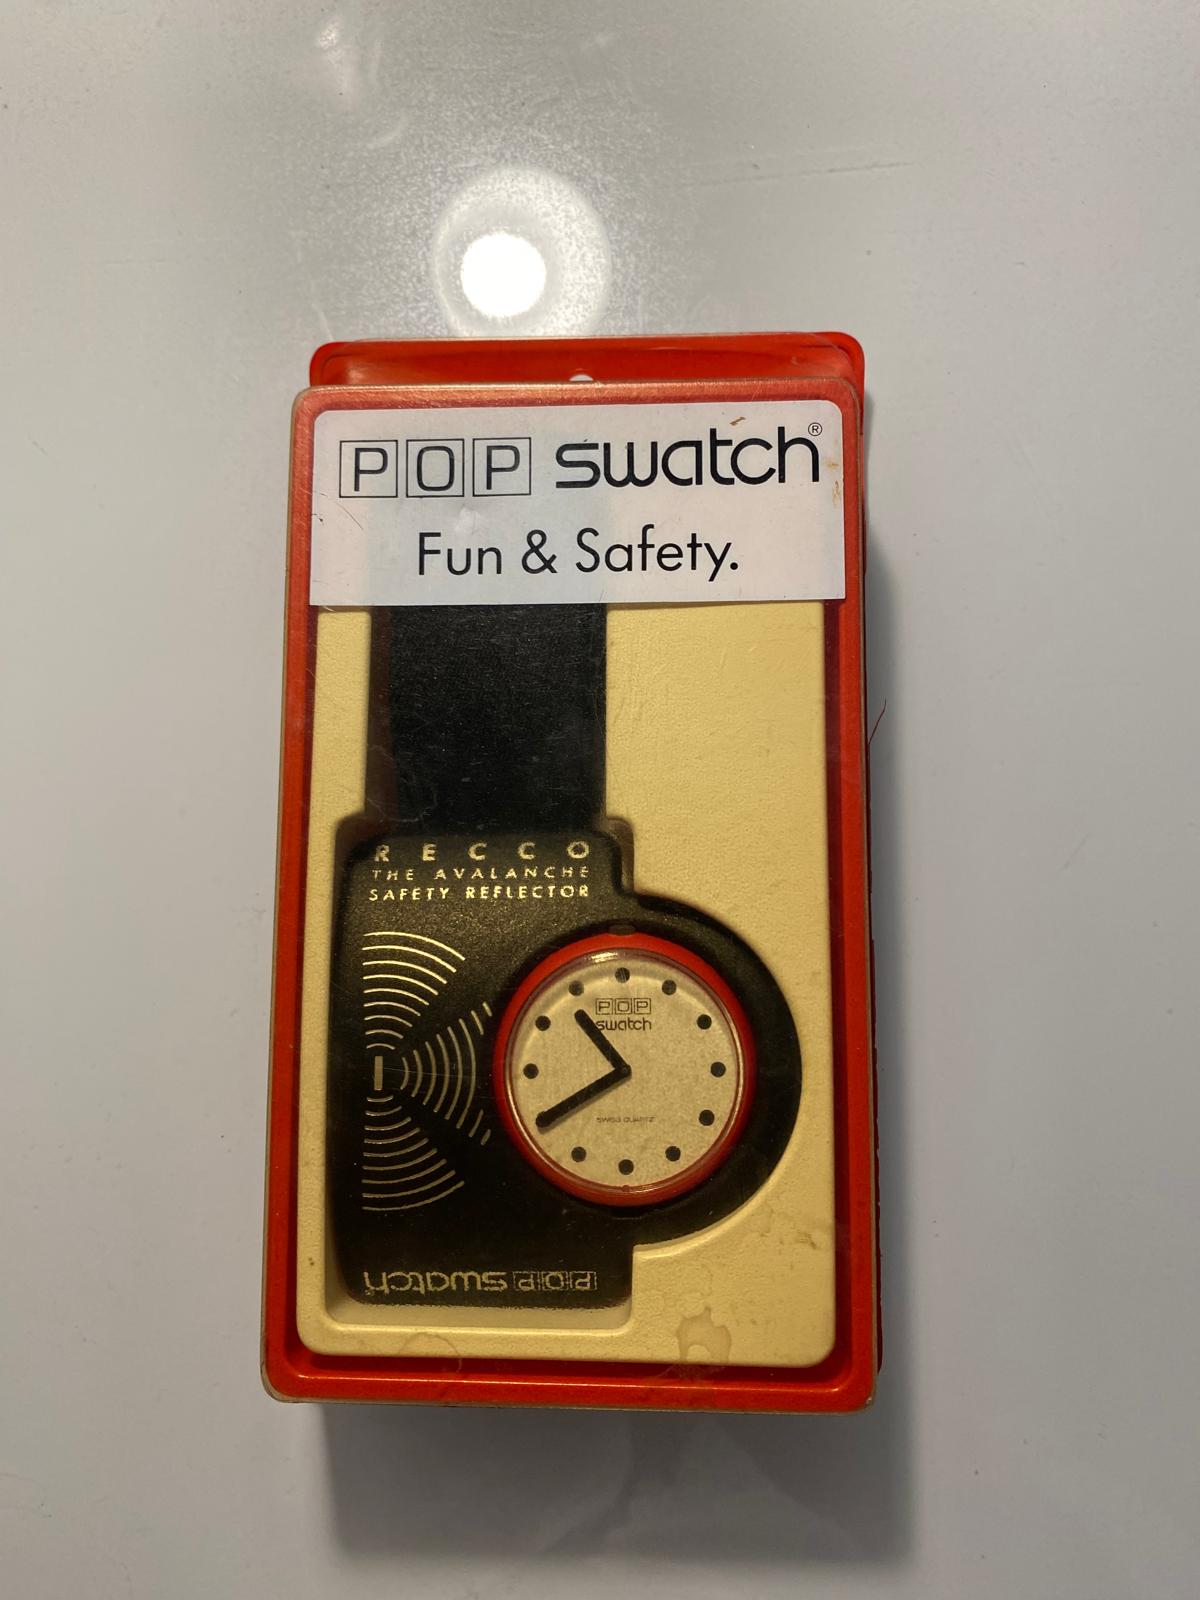 POP swatch®
Fun & Safety.
RECCO
THE AVALANCHE
SAFETY REFLECTOR
POP
swatch
SWISS QUARTZ
POP swatch